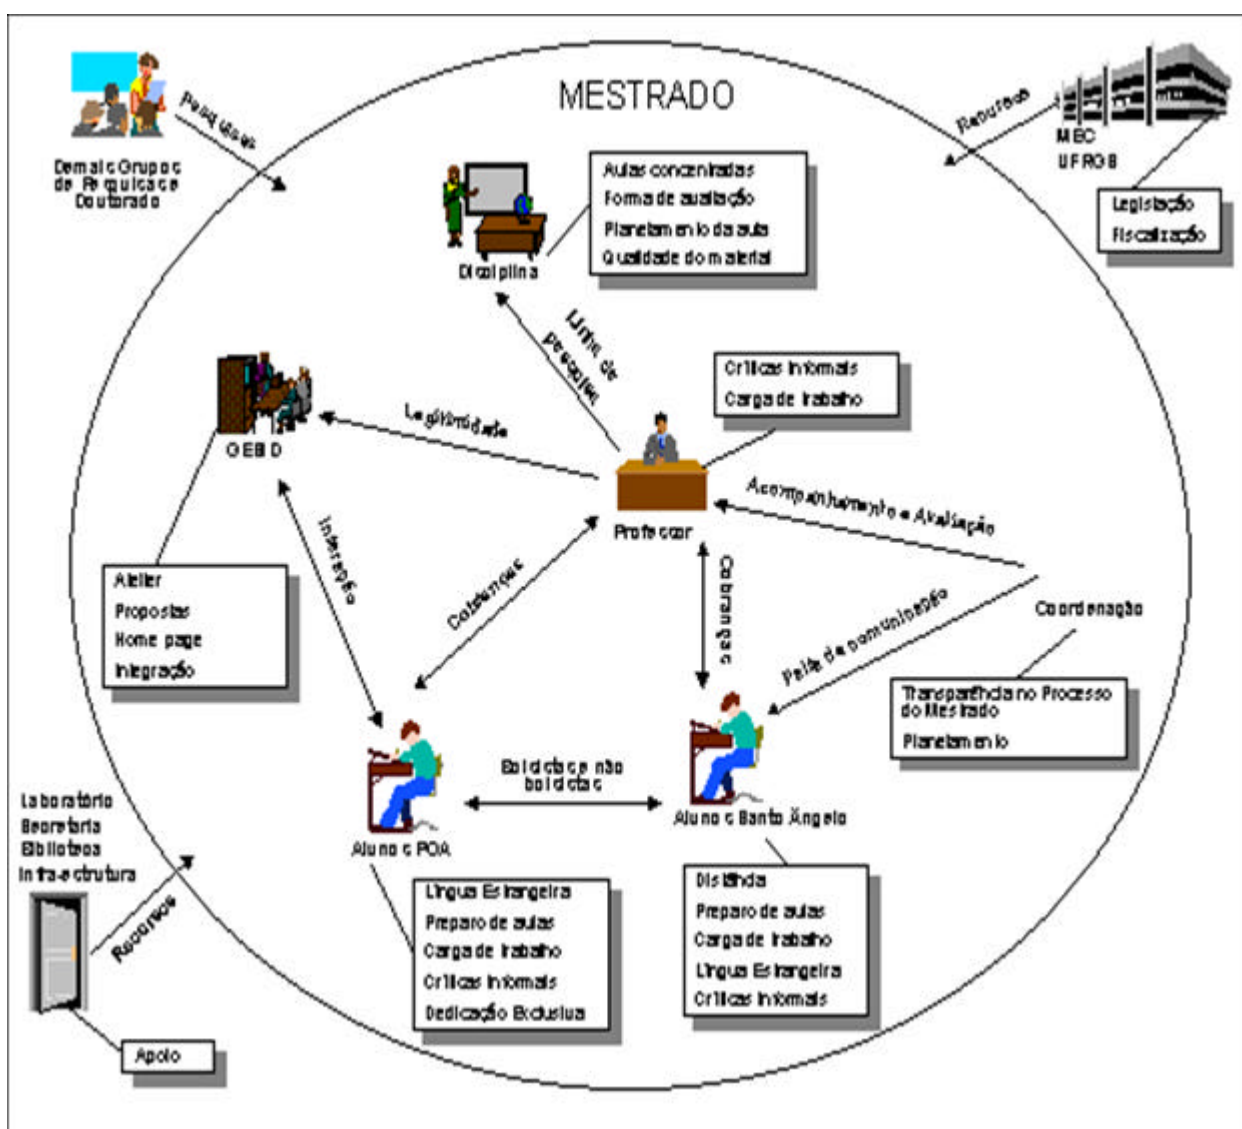 MESTRADO
Pesquisas
Demais Grupos
de Pesquisa e
Doutorado
Recursos
MEC
UFRGS
Legislação
Fiscalização
Aulas concentradas
Forma de avaliação
Planejamento da aula
Qualidade do material
Disciplina
Linha de
pesquisa
Críticas Informais
Carga de trabalho
Legitimidade
GEBD
Professor
Acompanhamento e Avaliação
Interação
Cobranças
Cobranças
Falta de comunicação
Coordenação
Atelier
Propostas
Home page
Integração
Transparência no Processo
do Mestrado
Planejamento
Bolsistas e não
bolsistas
Alunos POA
Alunos Santo Ângelo
Laboratório
Secretaria
Biblioteca
Infra-estrutura
Recursos
Apoio
Língua Estrangeira
Preparo de aulas
Carga de trabalho
Críticas Informais
Dedicação Exclusiva
Distância
Preparo de aulas
Carga de trabalho
Língua Estrangeira
Críticas Informais